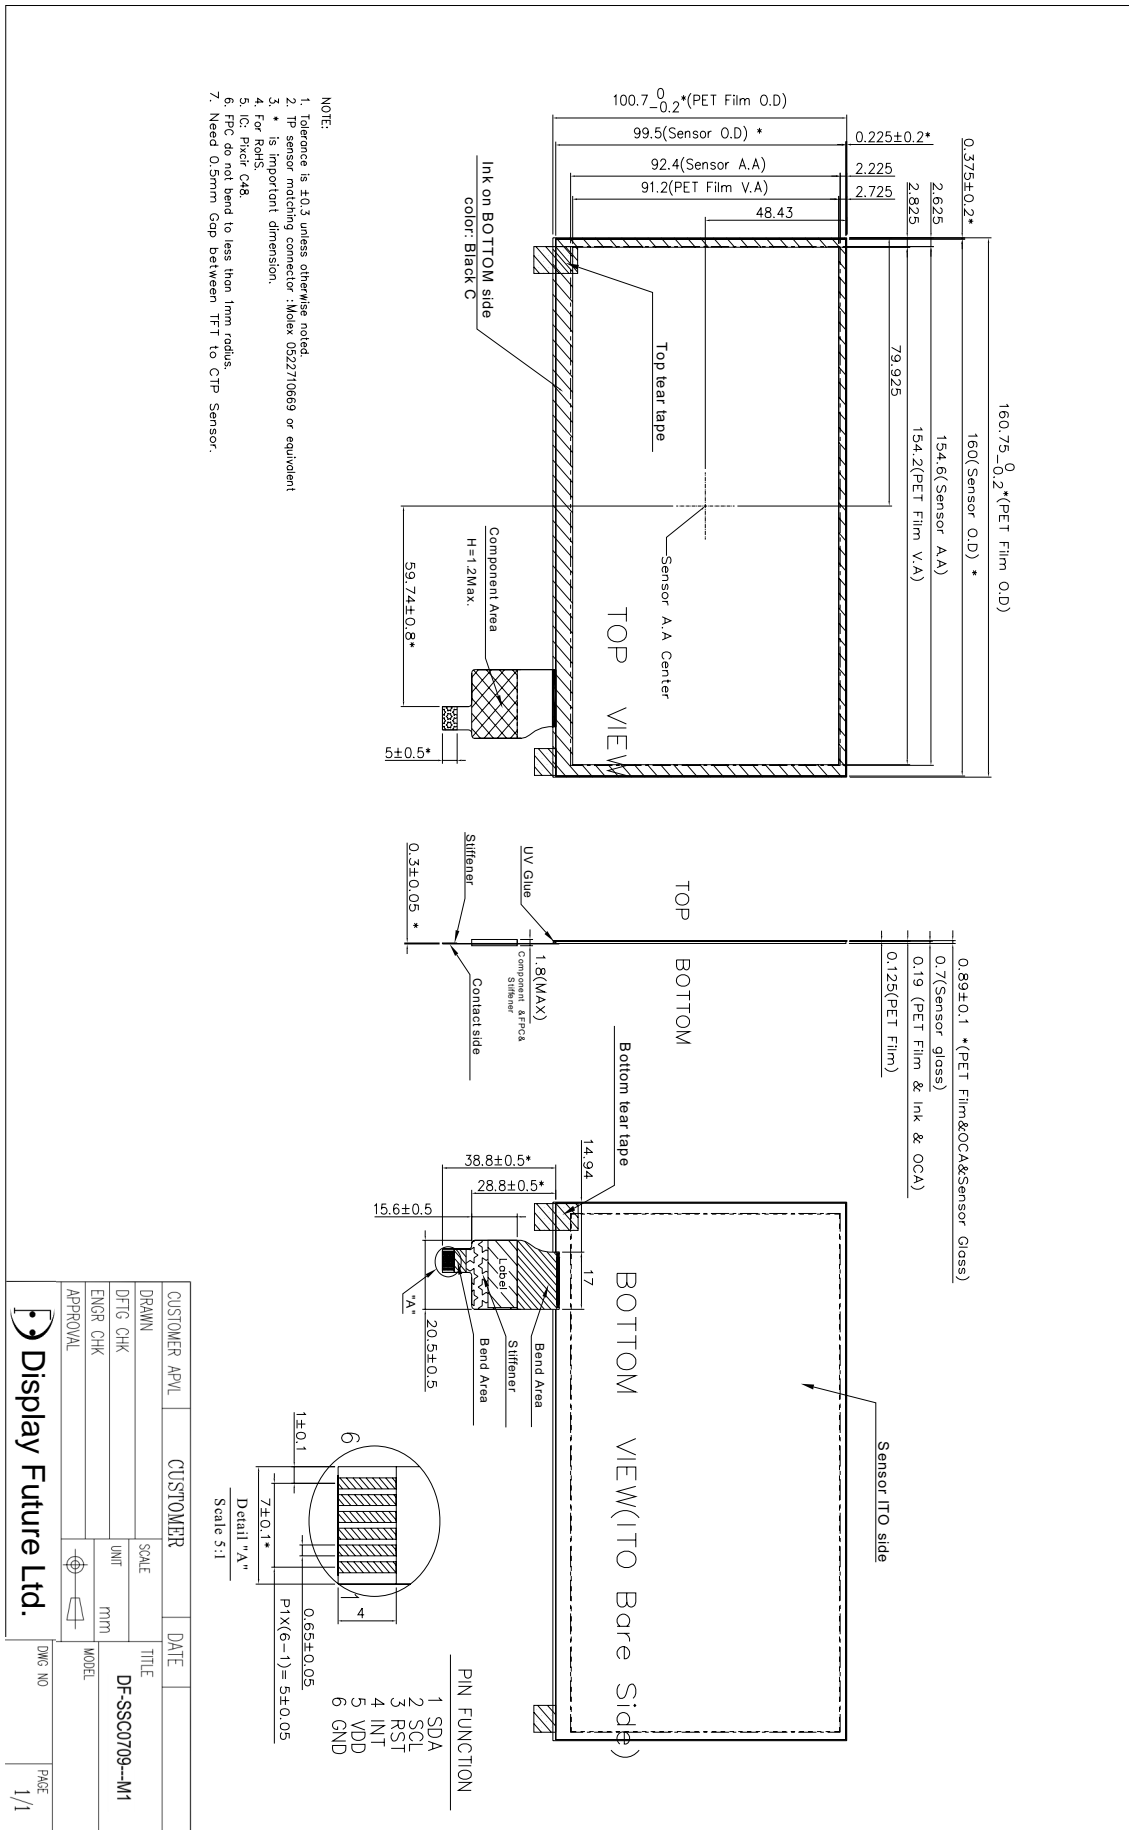 160.75 0 -0.2*(PET Film O.D)
160(Sensor O.D) *
154.6(Sensor A.A)
154.2(PET Film V.A)
79.925
0.375±0.2*
2.625
2.825
0.225±0.2*
2.225
2.725
100.7 0 -0.2*(PET Film O.D)
99.5(Sensor O.D) *
92.4(Sensor A.A)
91.2(PET Film V.A)
48.43
Sensor A.A Center
TOP VIEW
Top tear tape
Ink on BOTTOM side
color: Black C
Component Area
H=1.2Max.
59.74±0.8*
5±0.5*
0.89±0.1 *(PET Film&OCA&Sensor Glass)
0.7(Sensor glass)
0.19 (PET Film & Ink & OCA)
0.125(PET Film)
TOP BOTTOM
UV Glue
1.8(MAX)
Component &FPC&
Stiffener
Stiffener
Contact side
0.3±0.05 *
Sensor ITO side
BOTTOM VIEW(ITO Bare Side)
Bottom tear tape
14.94
17
38.8±0.5*
28.8±0.5*
15.6±0.5
Label
Bend Area
Stiffener
Bend Area
"A"
20.5±0.5
6
1
1±0.1
4
0.65±0.05
P1X(6-1)= 5±0.05
7±0.1*
Detail "A"
Scale 5:1
PIN FUNCTION
1 SDA
2 SCL
3 RST
4 INT
5 VDD
6 GND
NOTE:
1. Tolerance is ±0.3 unless otherwise noted.
2. TP sensor matching connector :Molex 0522710669 or equivalent
3. * is important dimension.
4. For RoHS.
5. IC: Pixcir C48.
6. FPC do not bend to less than 1mm radius.
7. Need 0.5mm Gap between TFT to CTP Sensor.
CUSTOMER APVL
CUSTOMER
DATE
DRAWN
DFTG CHK
ENGR CHK
APPROVAL
SCALE
UNIT
mm
TITLE
DF-SSC0709---M1
MODEL
Display Future Ltd.
DWG NO
PAGE
1/1